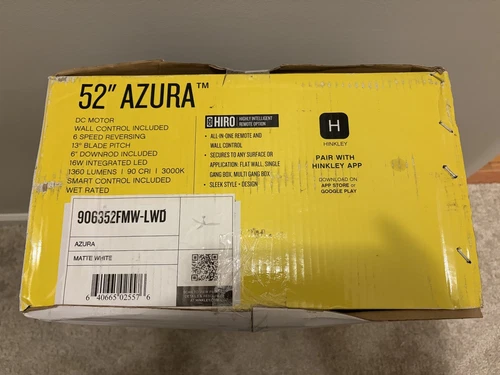 52" AZURA™
DC MOTOR
WALL CONTROL INCLUDED
6 SPEED REVERSING
13° BLADE PITCH
6" DOWNROD INCLUDED
16W INTEGRATED LED
1360 LUMENS | 90 CRI | 3000K
SMART CONTROL INCLUDED
WET RATED
HIRO HIGHLY INTELLIGENT
REMOTE OPTION
• ALL-IN-ONE REMOTE AND
WALL CONTROL
• SECURES TO ANY SURFACE OR
APPLICATION: FLAT WALL, SINGLE
GANG BOX, MULTI GANG BOX
• SLEEK STYLE + DESIGN
H
HINKLEY
PAIR WITH
HINKLEY APP
DOWNLOAD ON
APP STORE or
GOOGLE PLAY
906352FMW-LWD
AZURA
MATTE WHITE
6 40665 02557 6